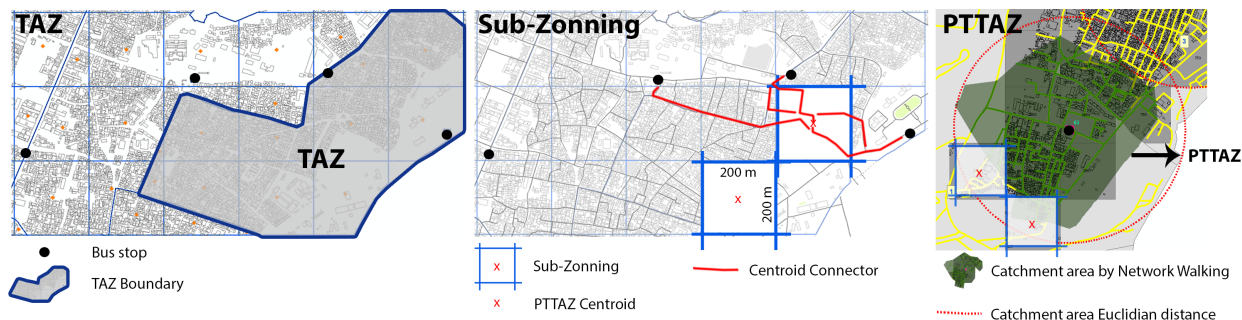 TAZ
TAZ
Bus stop
TAZ Boundary
Sub-Zonning
x
200 m
200 m
x
x
Sub-Zonning
x
PTTAZ Centroid
Centroid Connector
PTTAZ
PTTAZ
x
x
Catchment area by Network Walking
Catchment area Euclidian distance